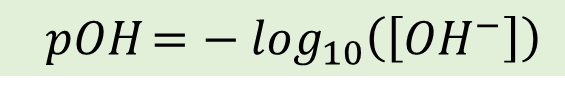 pOH = − log₁₀([OH⁻])